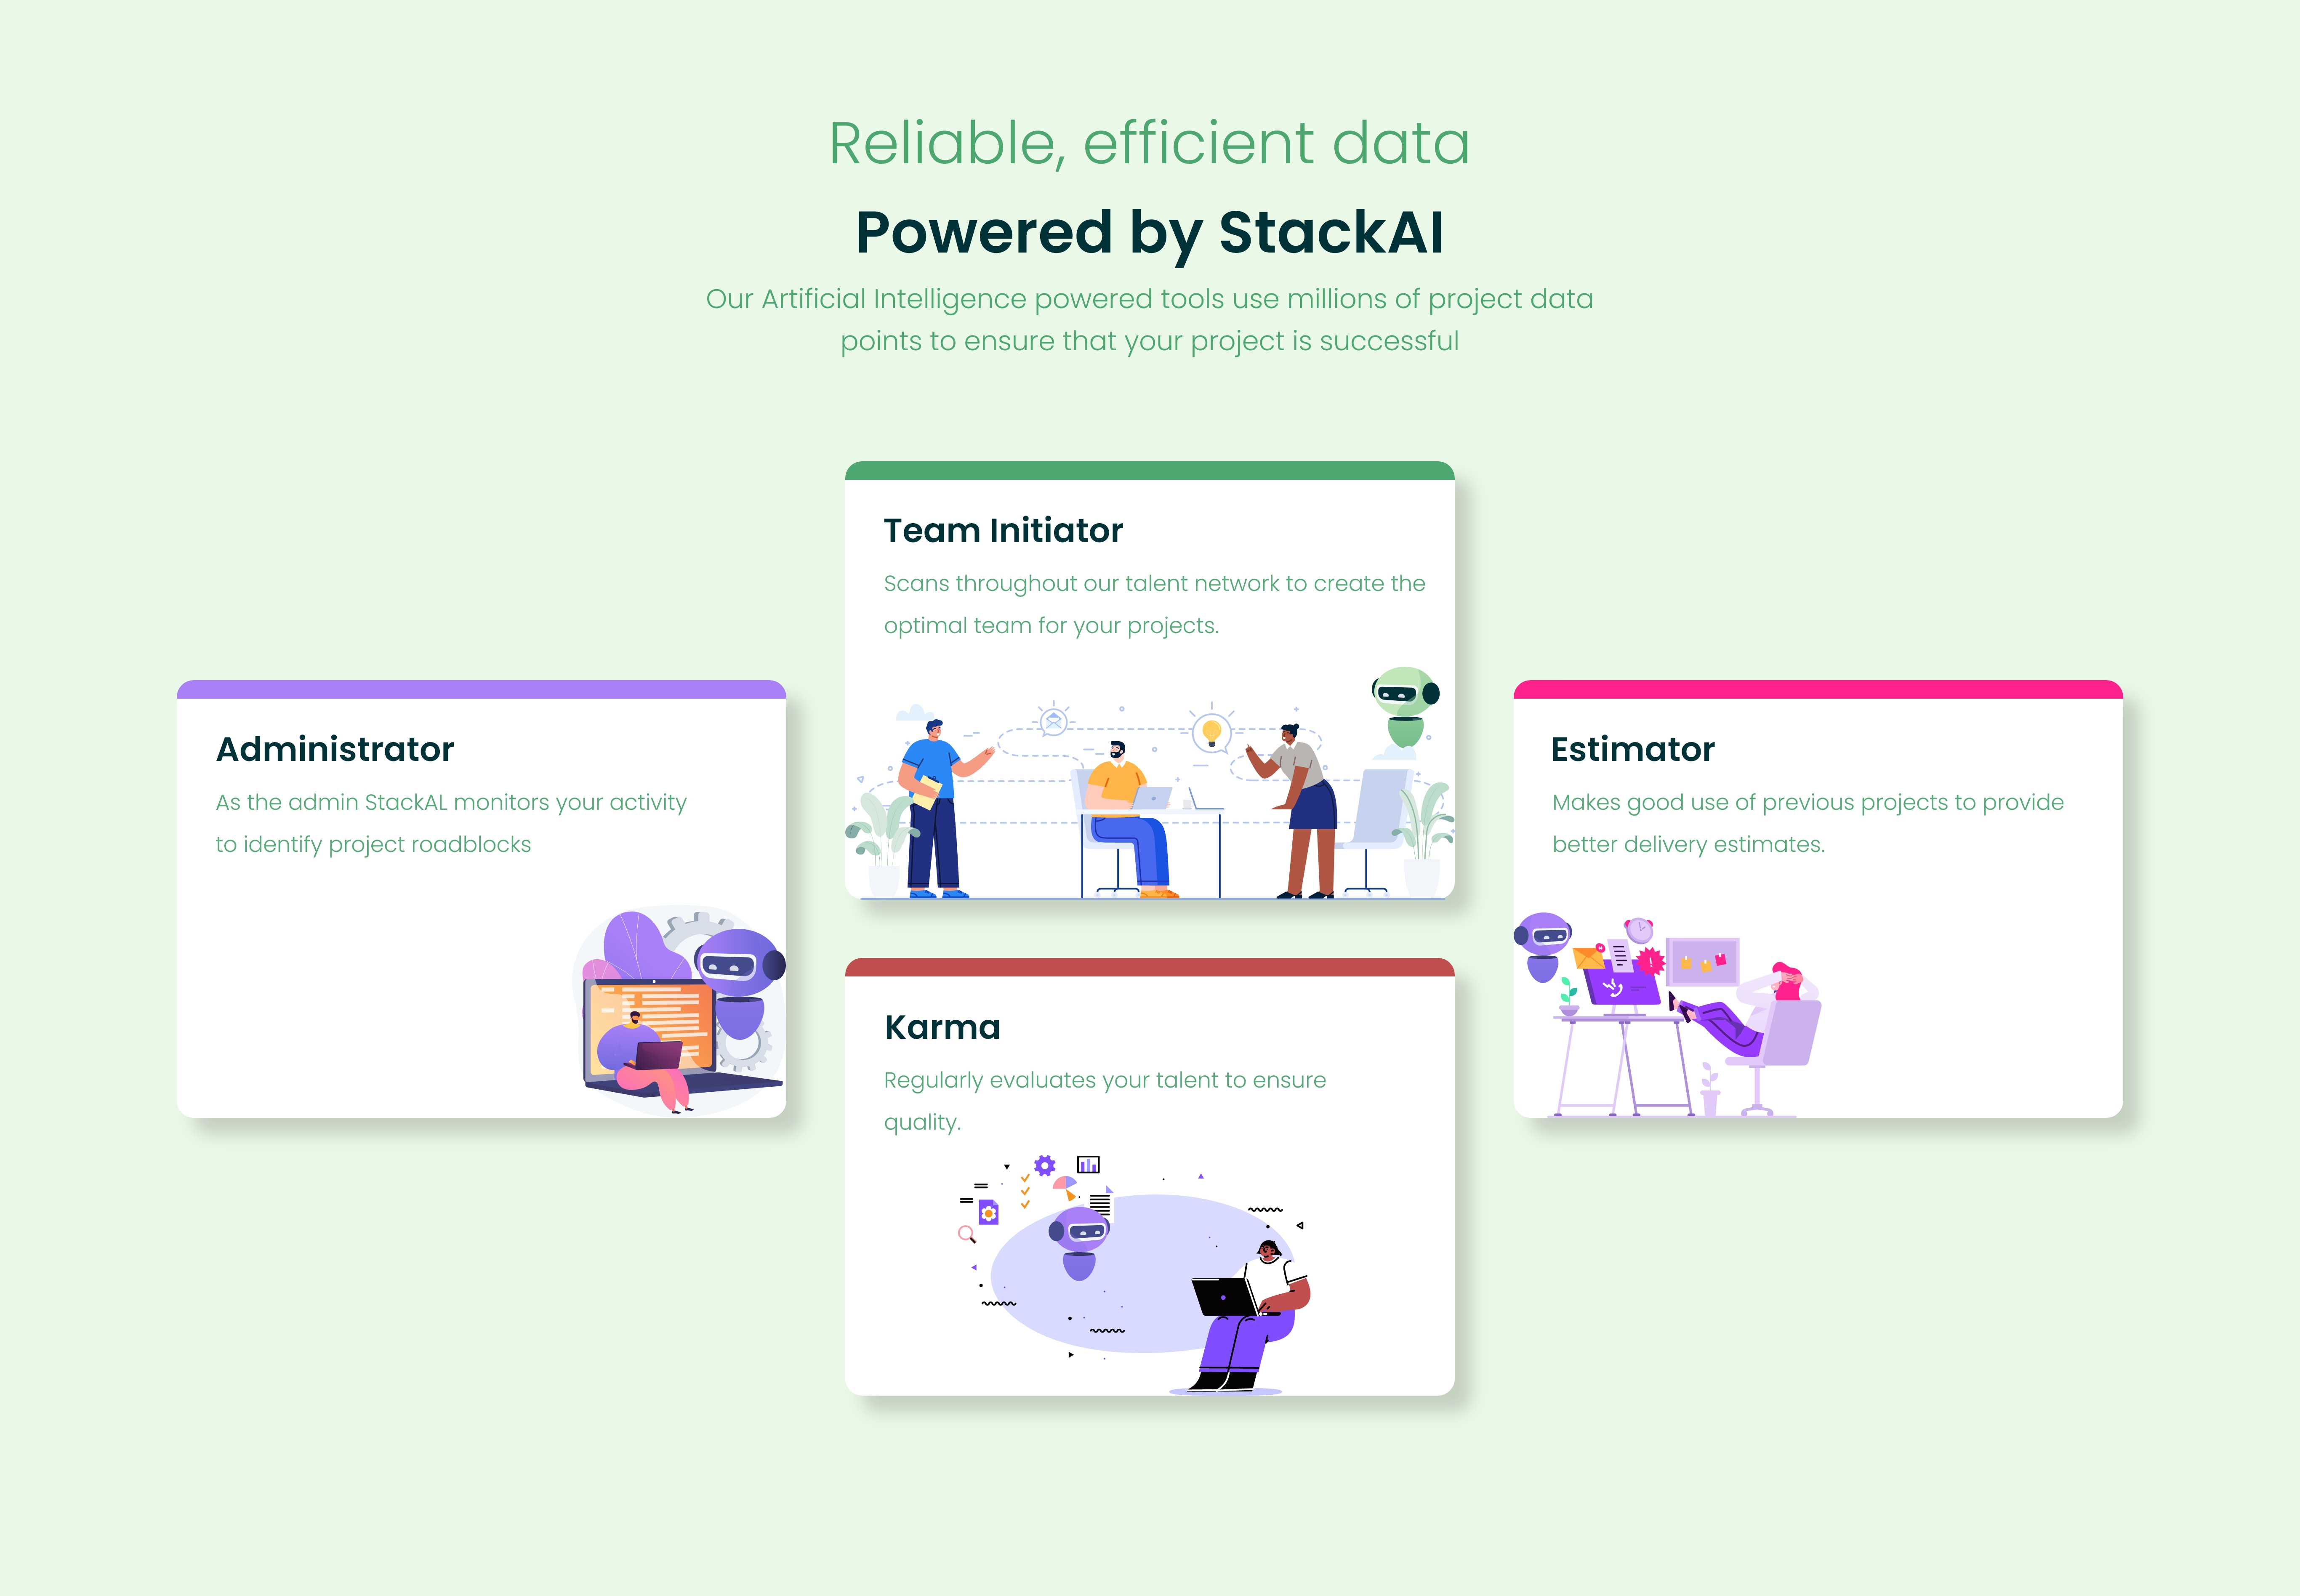 Reliable, efficient data
Powered by StackAI
Our Artificial Intelligence powered tools use millions of project data
points to ensure that your project is successful
Team Initiator
Scans throughout our talent network to create the
optimal team for your projects.
Administrator
As the admin StackAL monitors your activity
to identify project roadblocks
Estimator
Makes good use of previous projects to provide
better delivery estimates.
Karma
Regularly evaluates your talent to ensure
quality.